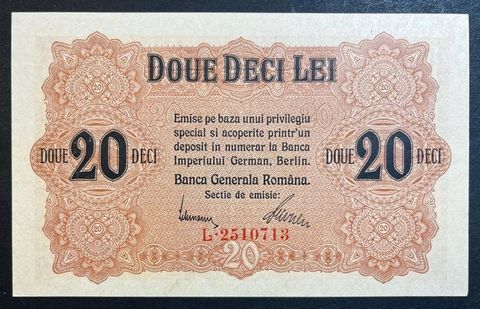 DOUE DECI LEI
Emise pe baza unui privilegiu
special si acoperite printr'un
deposit in numerar la Banca
Imperiului German, Berlin.
DOUE 20 DECI
DOUE 20 DECI
Banca Generala Română.
Sectie de emisie:
L·2510713
20